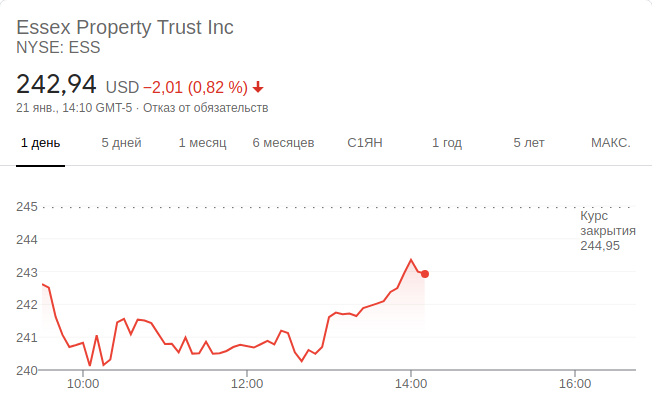 Essex Property Trust Inc
NYSE: ESS
242,94 USD −2,01 (0,82 %)
21 янв., 14:10 GMT-5 · Отказ от обязательств
1 день 5 дней 1 месяц 6 месяцев С1ЯН 1 год 5 лет МАКС.
245
Курс
закрытия
244,95
244
243
242
241
240
10:00 12:00 14:00 16:00